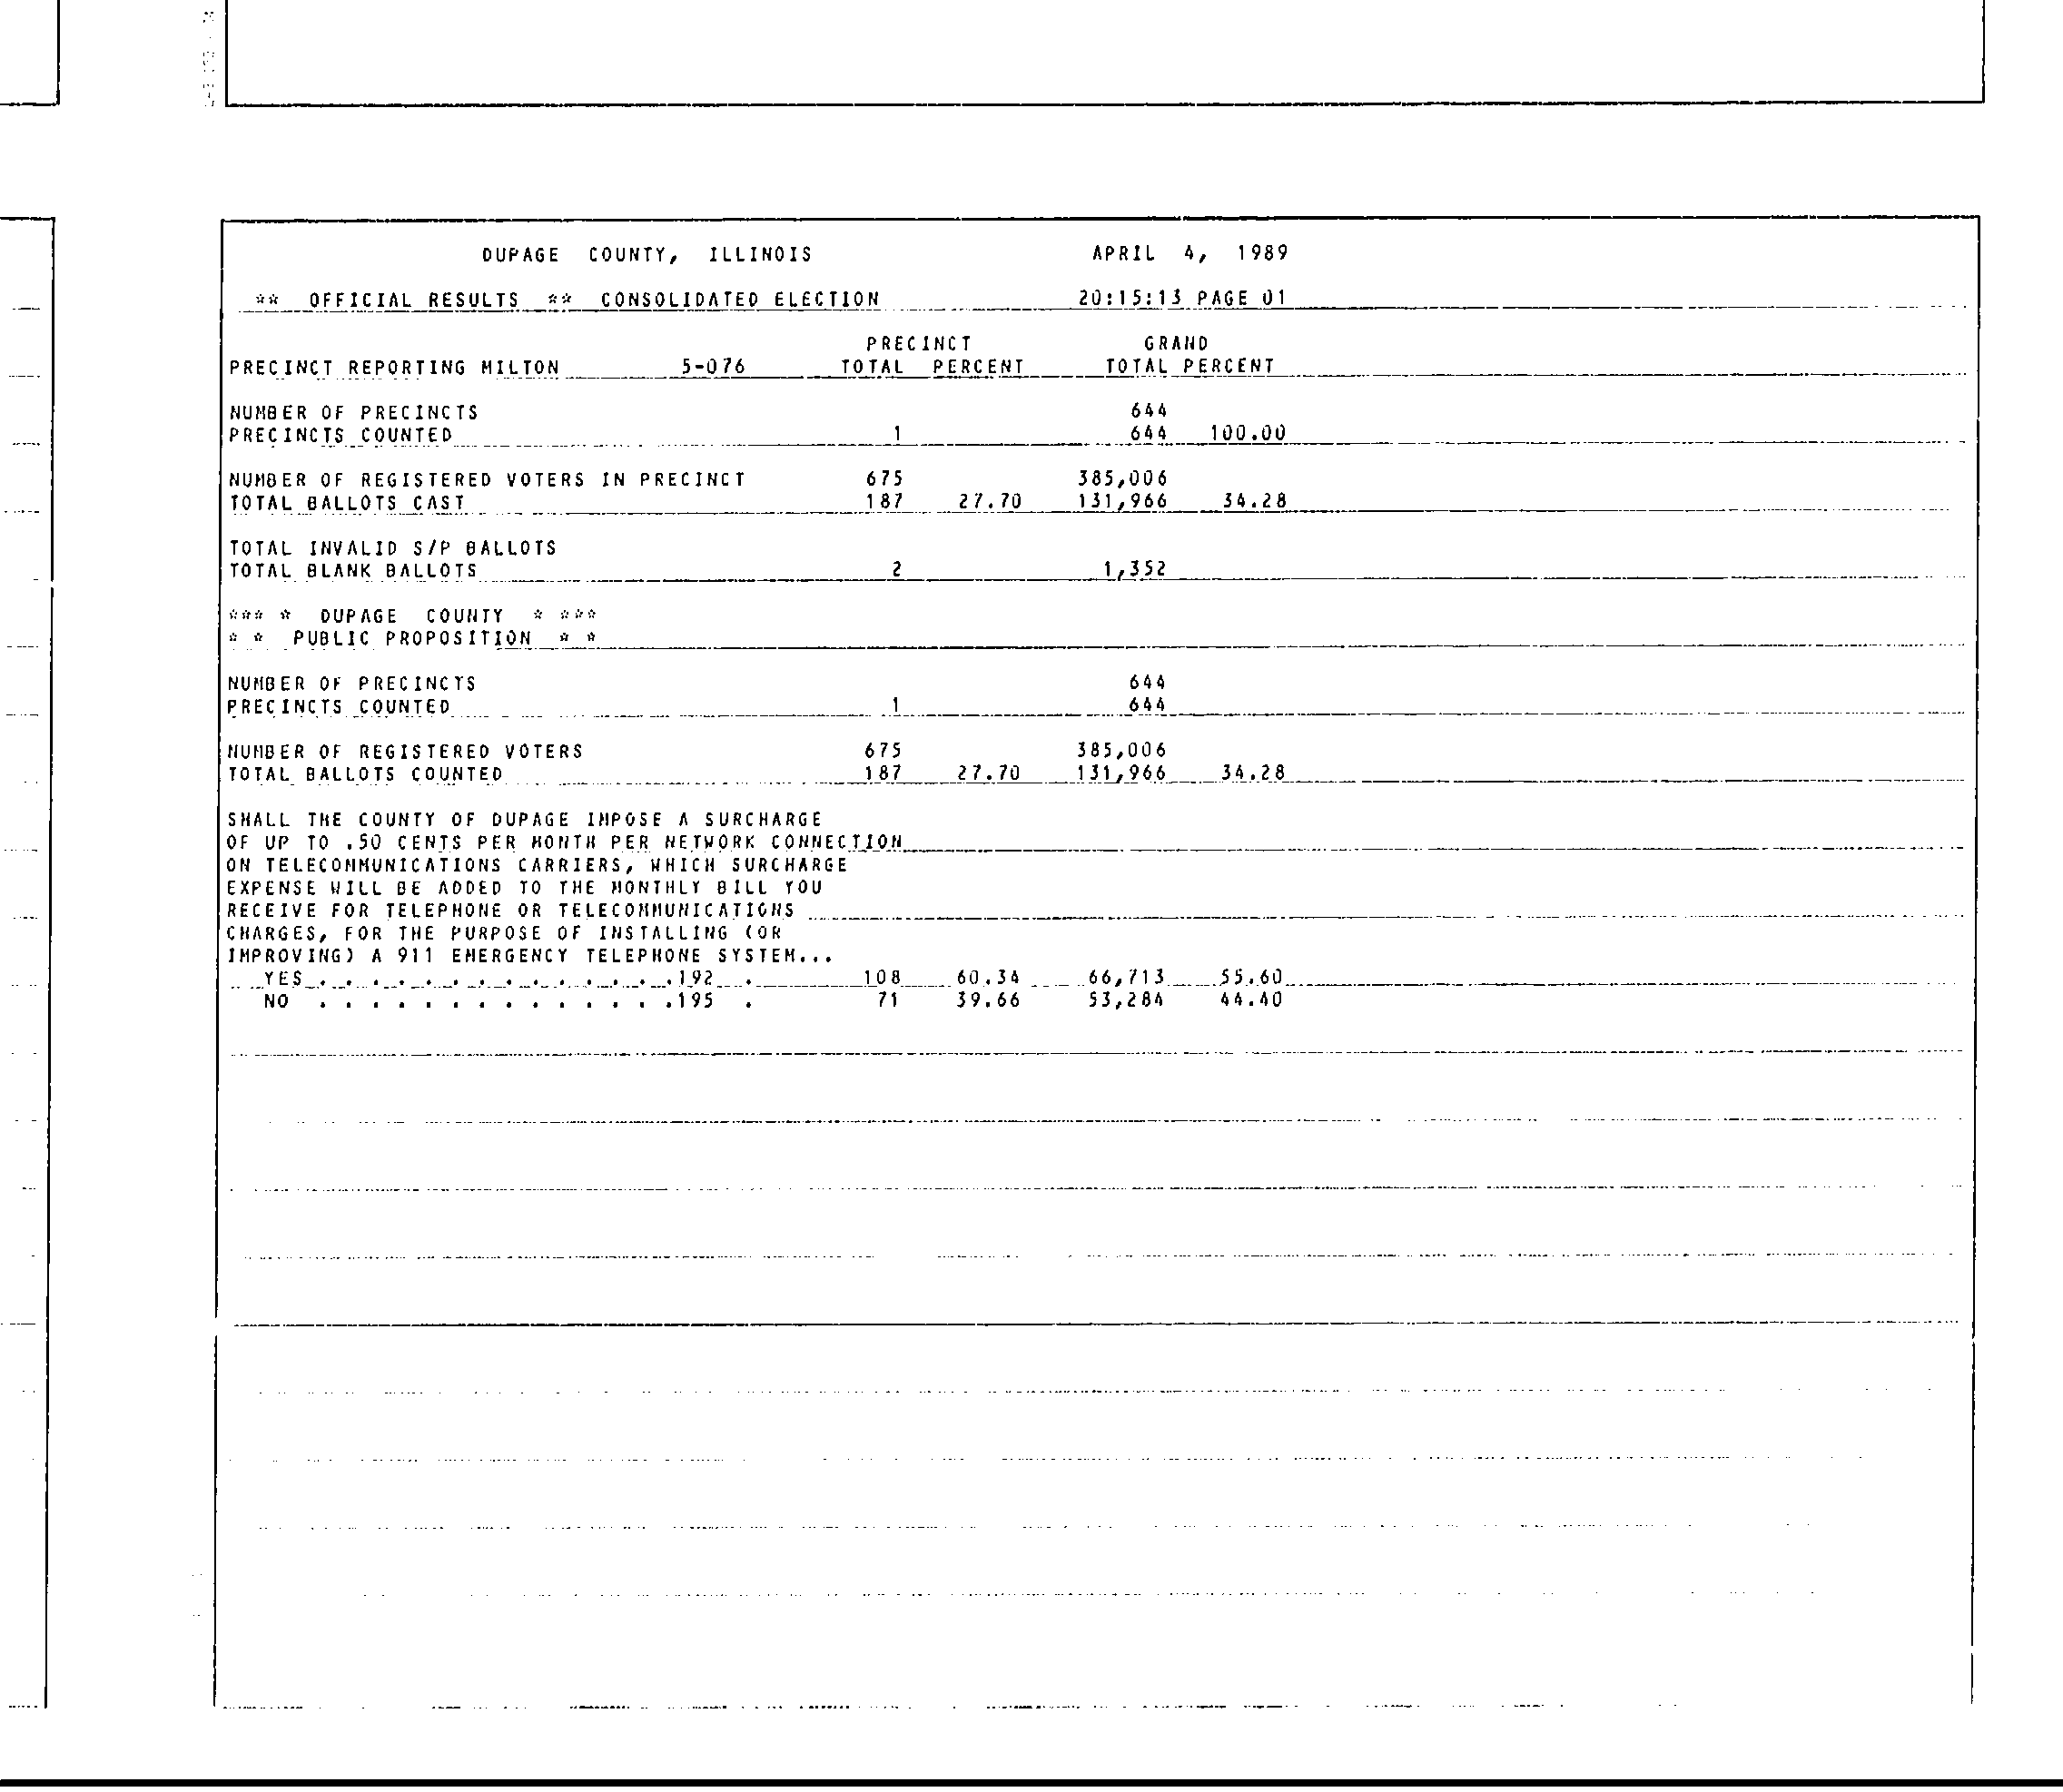 DUPAGE COUNTY, ILLINOIS APRIL 4, 1989
** OFFICIAL RESULTS ** CONSOLIDATED ELECTION 20:15:13 PAGE 01
PRECINCT GRAND
PRECINCT REPORTING MILTON 5-076 TOTAL PERCENT TOTAL PERCENT
NUMBER OF PRECINCTS 644
PRECINCTS COUNTED 1 644 100.00
NUMBER OF REGISTERED VOTERS IN PRECINCT 675 385,006
TOTAL BALLOTS CAST 187 27.70 131,966 34.28
TOTAL INVALID S/P BALLOTS
TOTAL BLANK BALLOTS 2 1,352
*** * DUPAGE COUNTY * ***
* * PUBLIC PROPOSITION * *
NUMBER OF PRECINCTS 644
PRECINCTS COUNTED 1 644
NUMBER OF REGISTERED VOTERS 675 385,006
TOTAL BALLOTS COUNTED 187 27.70 131,966 34.28
SHALL THE COUNTY OF DUPAGE IMPOSE A SURCHARGE
OF UP TO .50 CENTS PER MONTH PER NETWORK CONNECTION
ON TELECOMMUNICATIONS CARRIERS, WHICH SURCHARGE
EXPENSE WILL BE ADDED TO THE MONTHLY BILL YOU
RECEIVE FOR TELEPHONE OR TELECOMMUNICATIONS
CHARGES, FOR THE PURPOSE OF INSTALLING (OR
IMPROVING) A 911 EMERGENCY TELEPHONE SYSTEM...
YES . . . . . . . . . . . . . .192 . 108 60.34 66,713 55.60
NO . . . . . . . . . . . . . .195 . 71 39.66 53,284 44.40